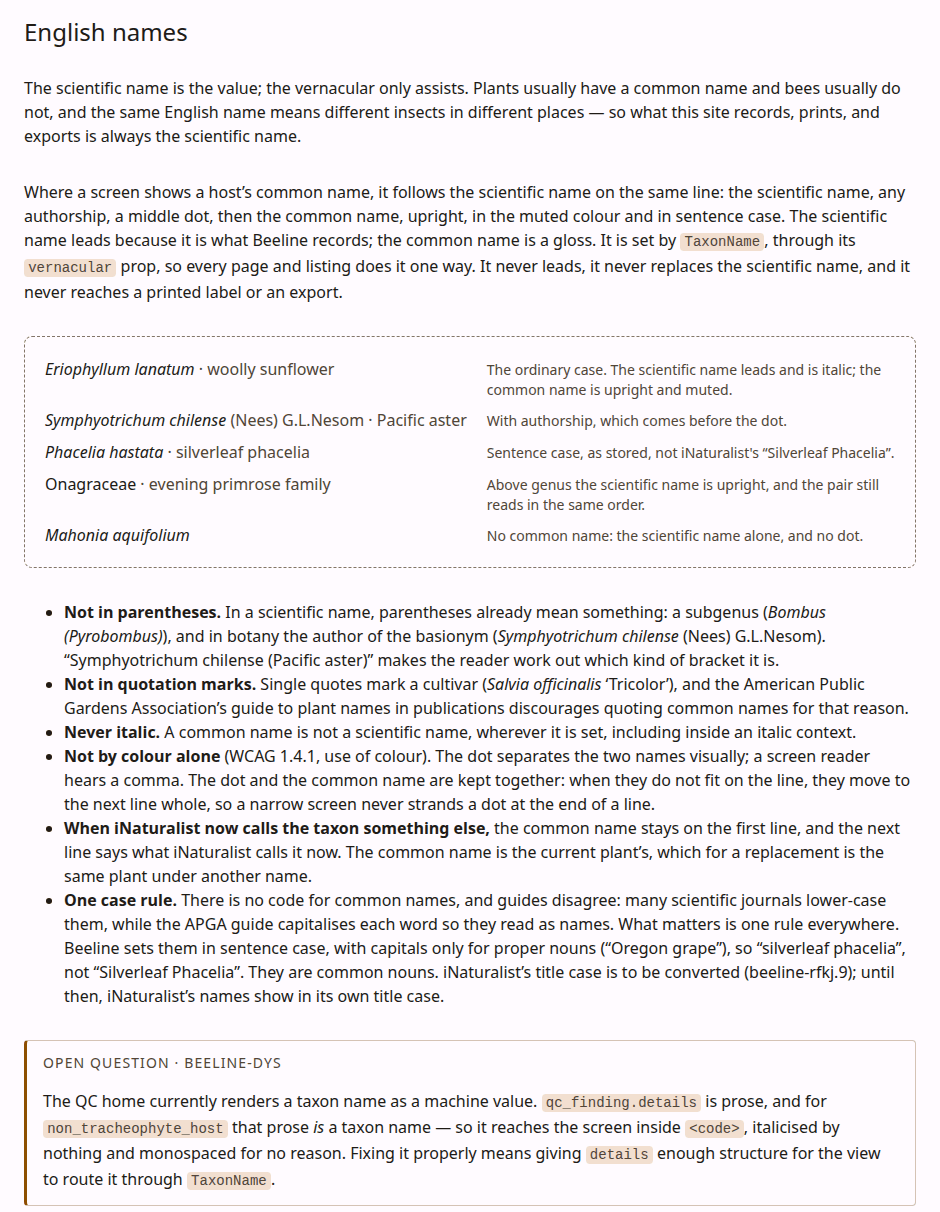 English names
The scientific name is the value; the vernacular only assists. Plants usually have a common name and bees usually do
not, and the same English name means different insects in different places — so what this site records, prints, and
exports is always the scientific name.
Where a screen shows a host’s common name, it follows the scientific name on the same line: the scientific name, any
authorship, a middle dot, then the common name, upright, in the muted colour and in sentence case. The scientific
name leads because it is what Beeline records; the common name is a gloss. It is set by TaxonName, through its
vernacular prop, so every page and listing does it one way. It never leads, it never replaces the scientific name, and it
never reaches a printed label or an export.
Eriophyllum lanatum · woolly sunflower
The ordinary case. The scientific name leads and is italic; the
common name is upright and muted.
Symphyotrichum chilense (Nees) G.L.Nesom · Pacific aster
With authorship, which comes before the dot.
Phacelia hastata · silverleaf phacelia
Sentence case, as stored, not iNaturalist's “Silverleaf Phacelia”.
Onagraceae · evening primrose family
Above genus the scientific name is upright, and the pair still
reads in the same order.
Mahonia aquifolium
No common name: the scientific name alone, and no dot.
• Not in parentheses. In a scientific name, parentheses already mean something: a subgenus (Bombus
(Pyrobombus)), and in botany the author of the basionym (Symphyotrichum chilense (Nees) G.L.Nesom).
“Symphyotrichum chilense (Pacific aster)” makes the reader work out which kind of bracket it is.
• Not in quotation marks. Single quotes mark a cultivar (Salvia officinalis ‘Tricolor’), and the American Public
Gardens Association’s guide to plant names in publications discourages quoting common names for that reason.
• Never italic. A common name is not a scientific name, wherever it is set, including inside an italic context.
• Not by colour alone (WCAG 1.4.1, use of colour). The dot separates the two names visually; a screen reader
hears a comma. The dot and the common name are kept together: when they do not fit on the line, they move to
the next line whole, so a narrow screen never strands a dot at the end of a line.
• When iNaturalist now calls the taxon something else, the common name stays on the first line, and the next
line says what iNaturalist calls it now. The common name is the current plant’s, which for a replacement is the
same plant under another name.
• One case rule. There is no code for common names, and guides disagree: many scientific journals lower-case
them, while the APGA guide capitalises each word so they read as names. What matters is one rule everywhere.
Beeline sets them in sentence case, with capitals only for proper nouns (“Oregon grape”), so “silverleaf phacelia”,
not “Silverleaf Phacelia”. They are common nouns. iNaturalist’s title case is to be converted (beeline-rfkj.9); until
then, iNaturalist’s names show in its own title case.
OPEN QUESTION · BEELINE-DYS
The QC home currently renders a taxon name as a machine value. qc_finding.details is prose, and for
non_tracheophyte_host that prose is a taxon name — so it reaches the screen inside <code>, italicised by
nothing and monospaced for no reason. Fixing it properly means giving details enough structure for the view
to route it through TaxonName.